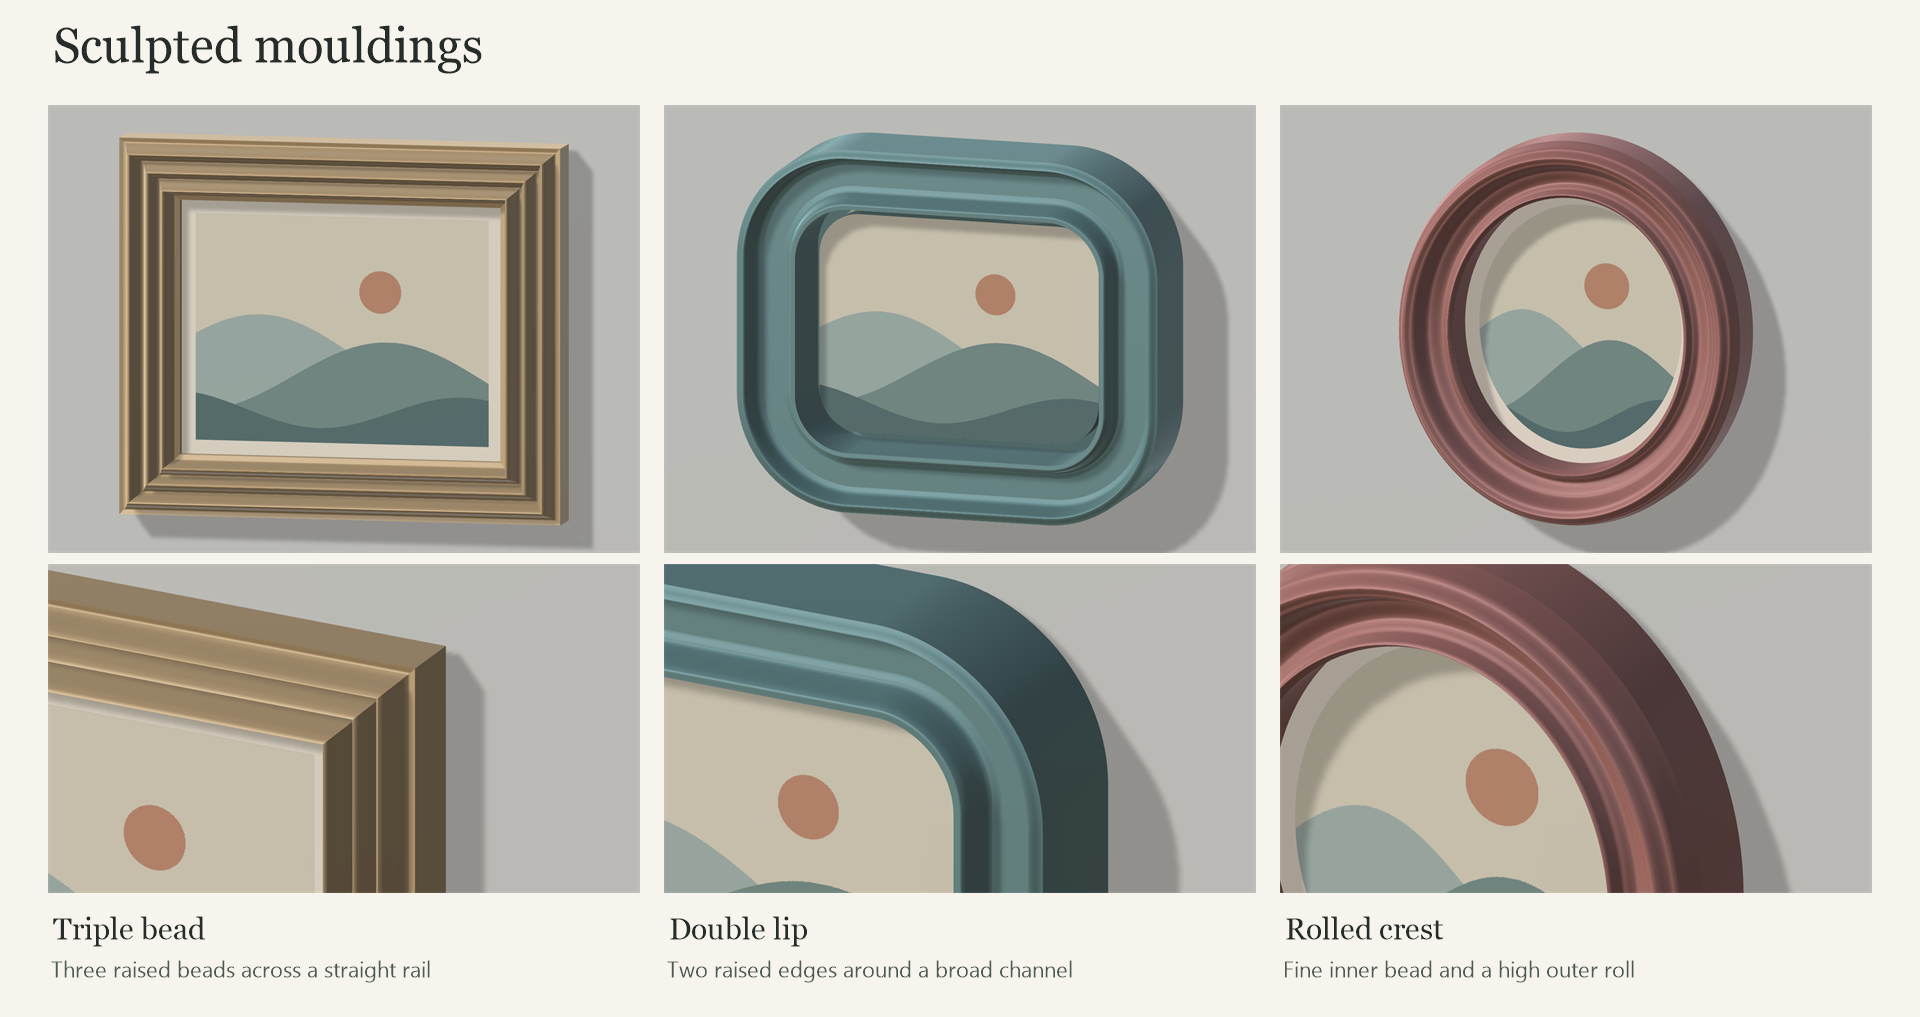 Sculpted mouldings
Triple bead
Three raised beads across a straight rail
Double lip
Two raised edges around a broad channel
Rolled crest
Fine inner bead and a high outer roll